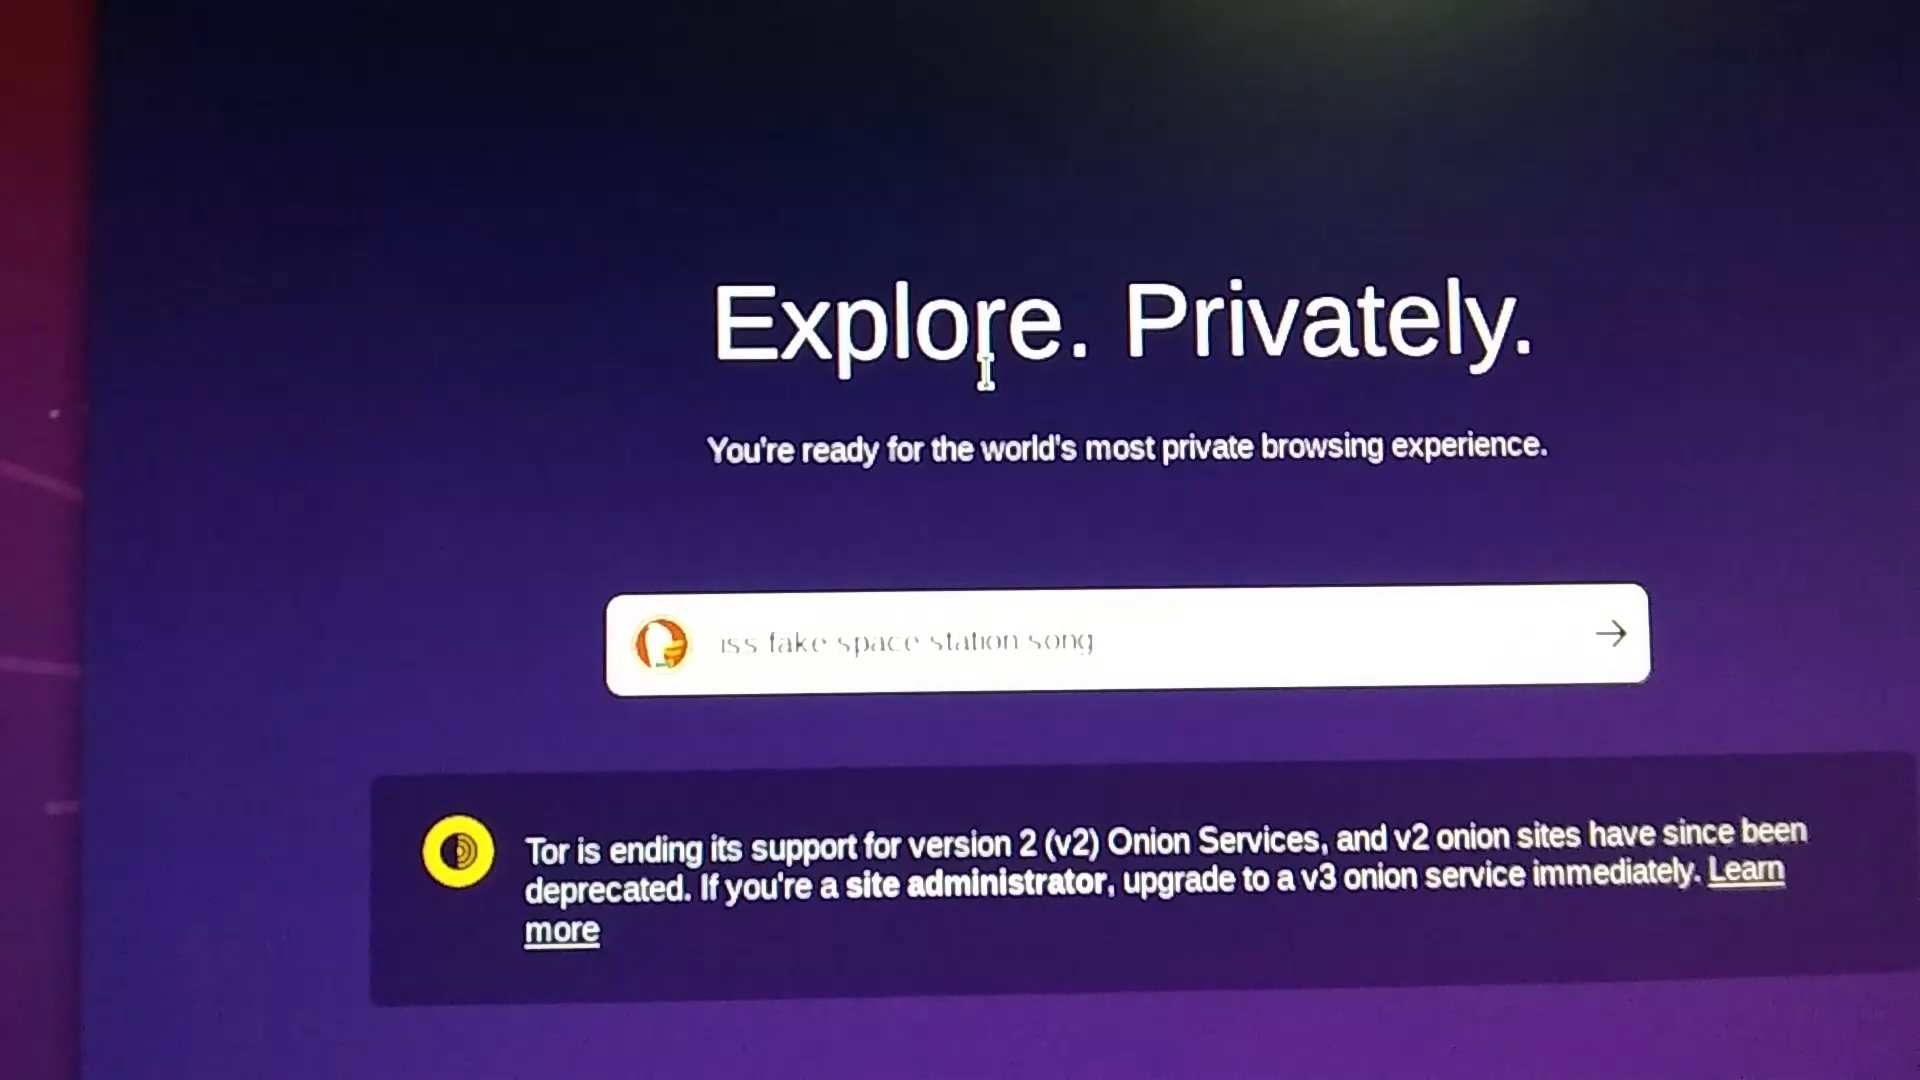 Explore. Privately.
You're ready for the world's most private browsing experience.
iss fake space station song
Tor is ending its support for version 2 (v2) Onion Services, and v2 onion sites have since been
deprecated. If you're a site administrator, upgrade to a v3 onion service immediately. Learn
more